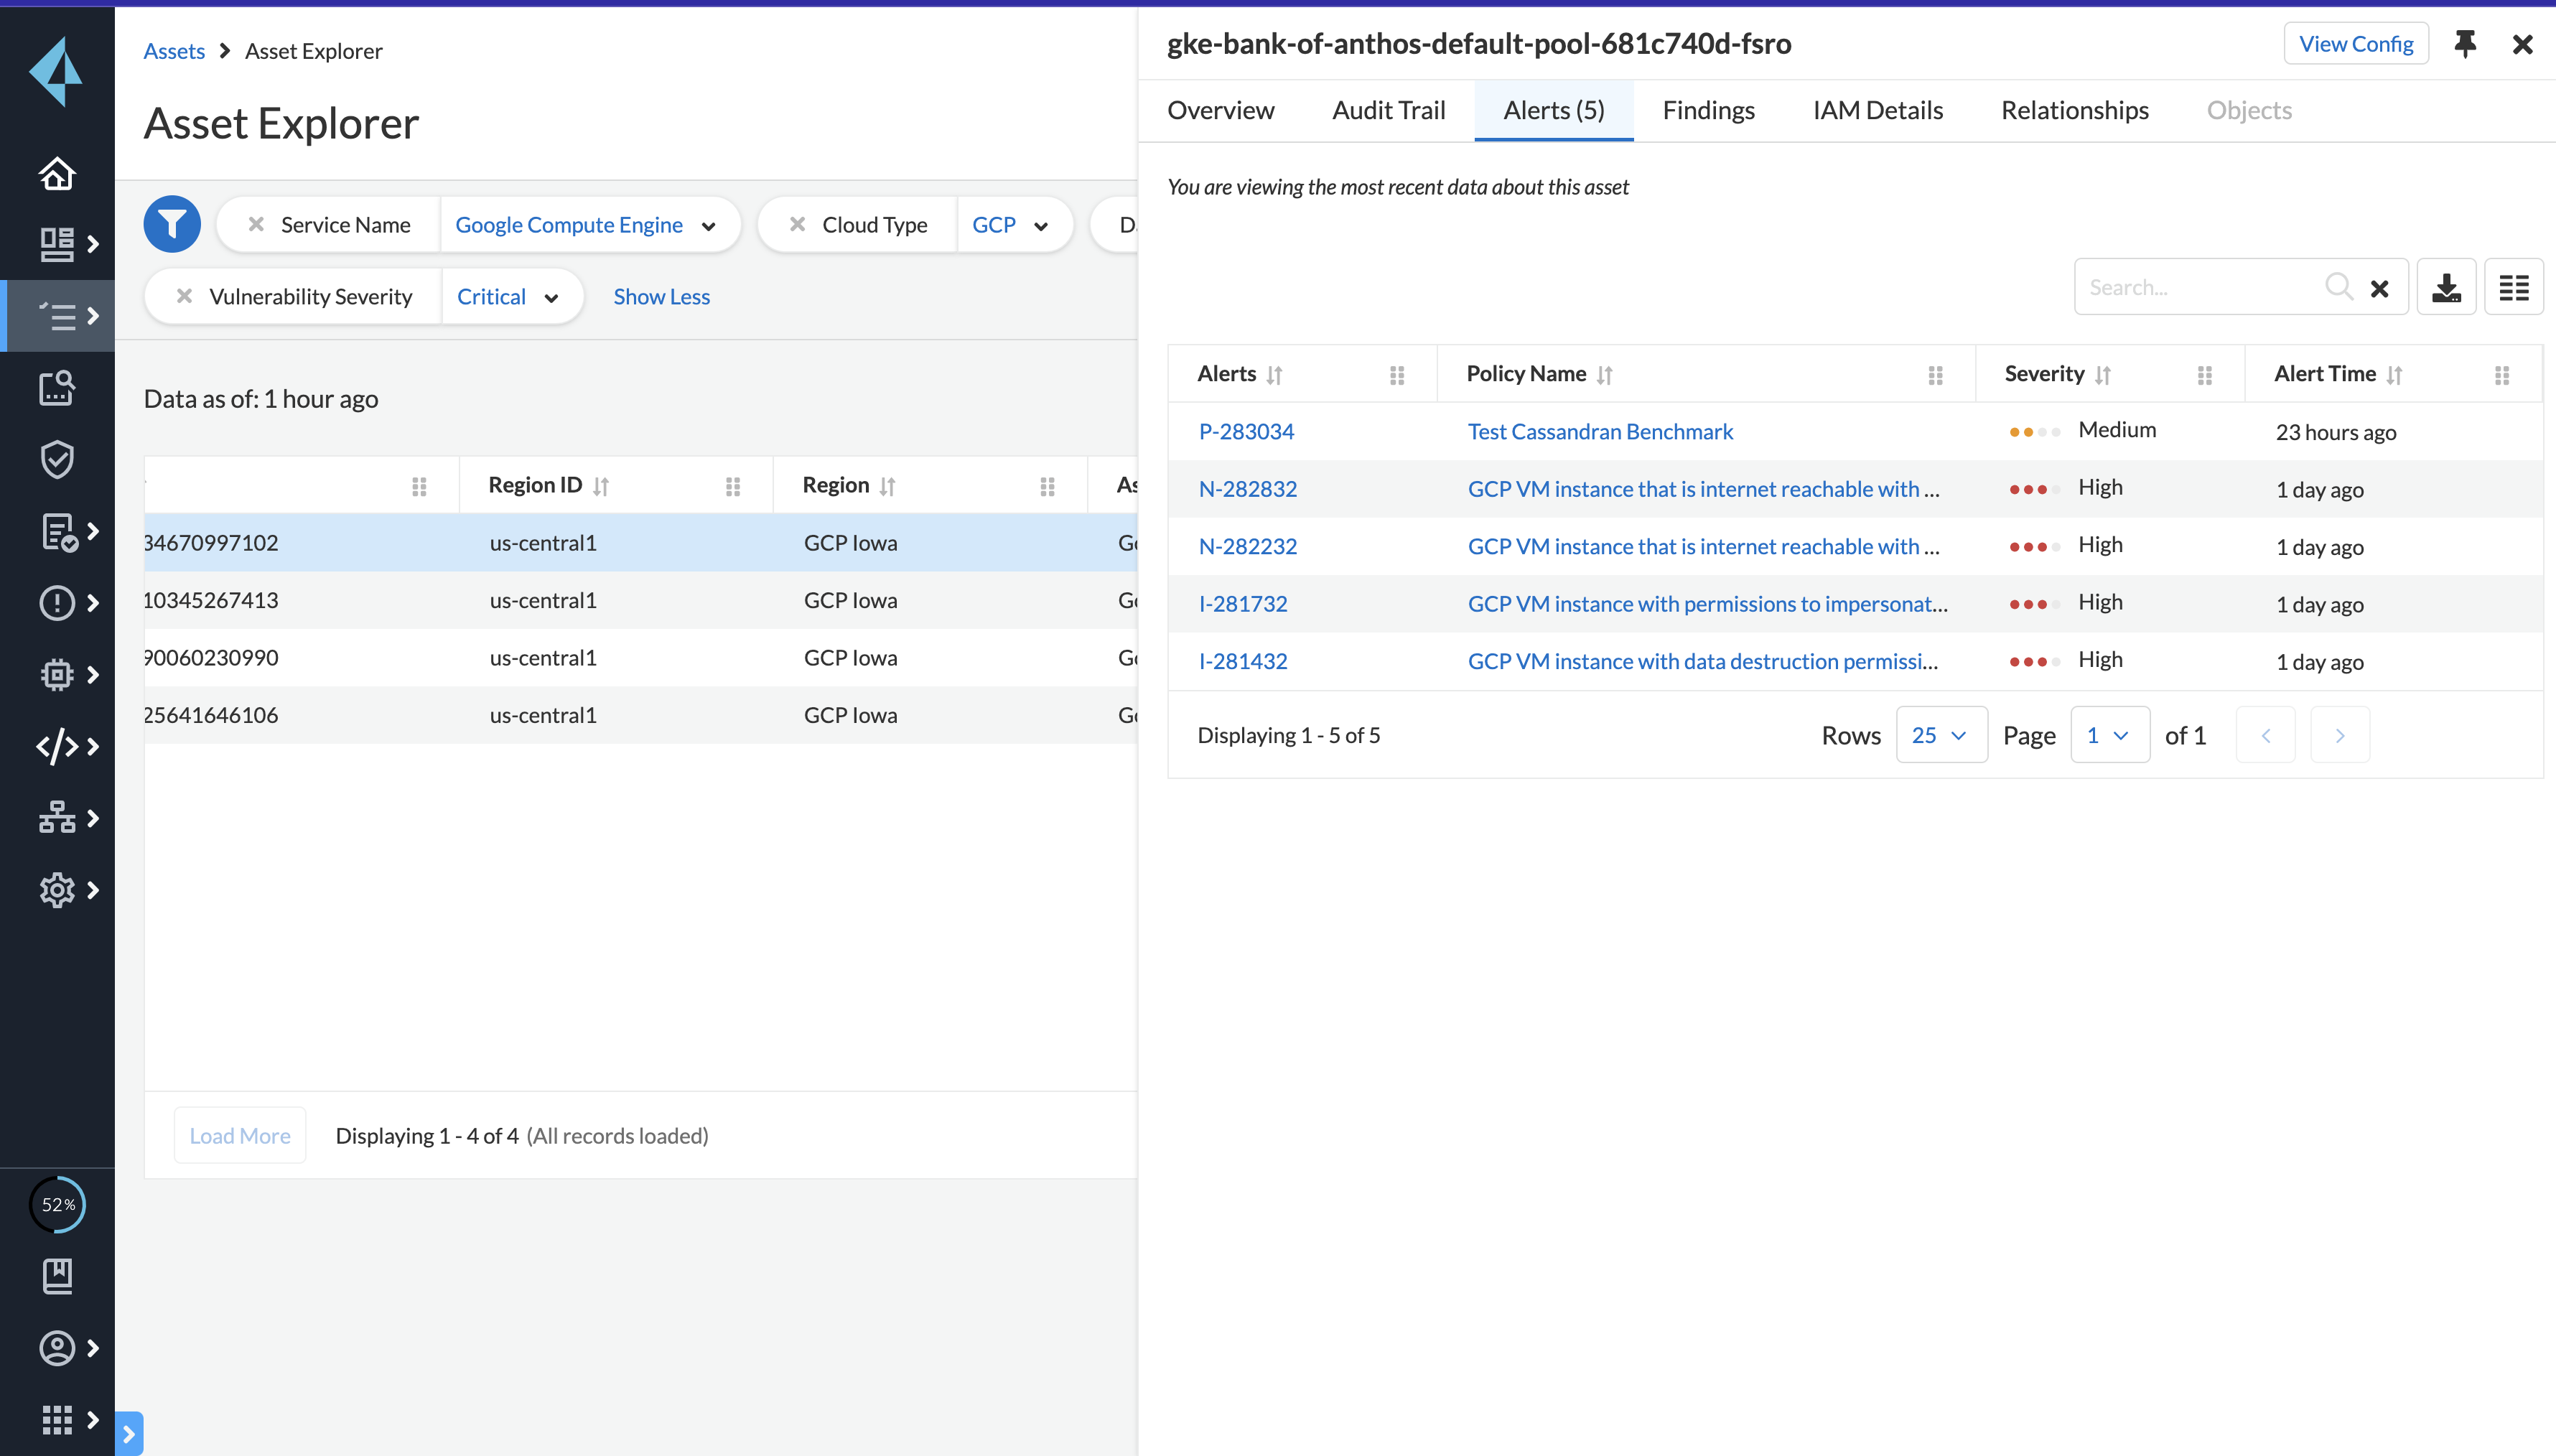 Assets > Asset Explorer
Asset Explorer
Service Name Google Compute Engine
Cloud Type GCP
D
Vulnerability Severity Critical
Show Less
Data as of: 1 hour ago
Region ID Region As
34670997102 us-central1 GCP Iowa
10345267413 us-central1 GCP Iowa
90060230990 us-central1 GCP Iowa
25641646106 us-central1 GCP Iowa
Load More Displaying 1 - 4 of 4 (All records loaded)
52%
gke-bank-of-anthos-default-pool-681c740d-fsro
View Config
Overview Audit Trail Alerts (5) Findings IAM Details Relationships Objects
You are viewing the most recent data about this asset
Search...
Alerts Policy Name Severity Alert Time
P-283034 Test Cassandran Benchmark Medium 23 hours ago
N-282832 GCP VM instance that is internet reachable with ... High 1 day ago
N-282232 GCP VM instance that is internet reachable with ... High 1 day ago
I-281732 GCP VM instance with permissions to impersonat... High 1 day ago
I-281432 GCP VM instance with data destruction permissi... High 1 day ago
Displaying 1 - 5 of 5 Rows 25 Page 1 of 1